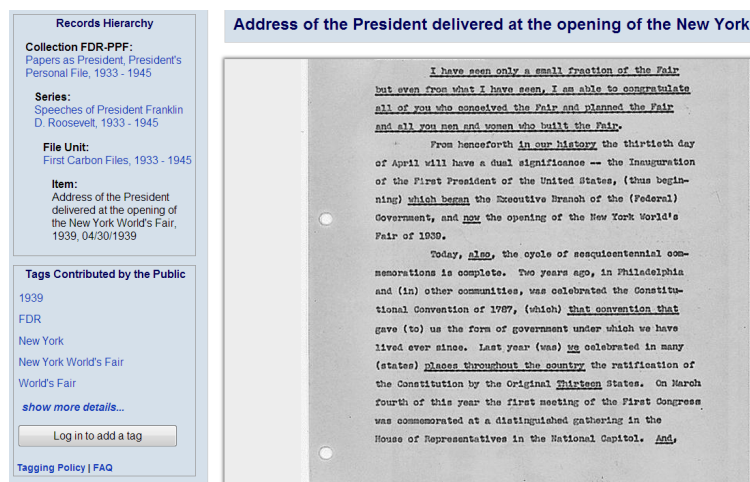 Records Hierarchy
Collection FDR-PPF:
Papers as President, President's
Personal File, 1933 - 1945
Series:
Speeches of President Franklin
D. Roosevelt, 1933 - 1945
File Unit:
First Carbon Files, 1933 - 1945
Item:
Address of the President
delivered at the opening of
the New York World's Fair,
1939, 04/30/1939
Tags Contributed by the Public
1939
FDR
New York
New York World's Fair
World's Fair
show more details...
Log in to add a tag
Tagging Policy | FAQ
Address of the President delivered at the opening of the New York
I have seen only a small fraction of the Fair
but even from what I have seen, I am able to congratulate
all of you who conceived the Fair and planned the Fair
and all you men and women who built the Fair.
From henceforth in our history the thirtieth day
of April will have a dual significance -- the Inauguration
of the First President of the United States, (thus begin-
ning) which began the Executive Branch of the (Federal)
Government, and now the opening of the New York World's
Fair of 1939.
Today, also, the cycle of sesquicentennial com-
memorations is complete. Two years ago, in Philadelphia
and (in) other communities, was celebrated the Constitu-
tional Convention of 1787, (which) that convention that
gave (to) us the form of government under which we have
lived ever since. Last year (was) we celebrated in many
(states) places throughout the country the ratification of
the Constitution by the Original Thirteen States. On March
fourth of this year the first meeting of the First Congress
was commemorated at a distinguished gathering in the
House of Representatives in the National Capitol. And,